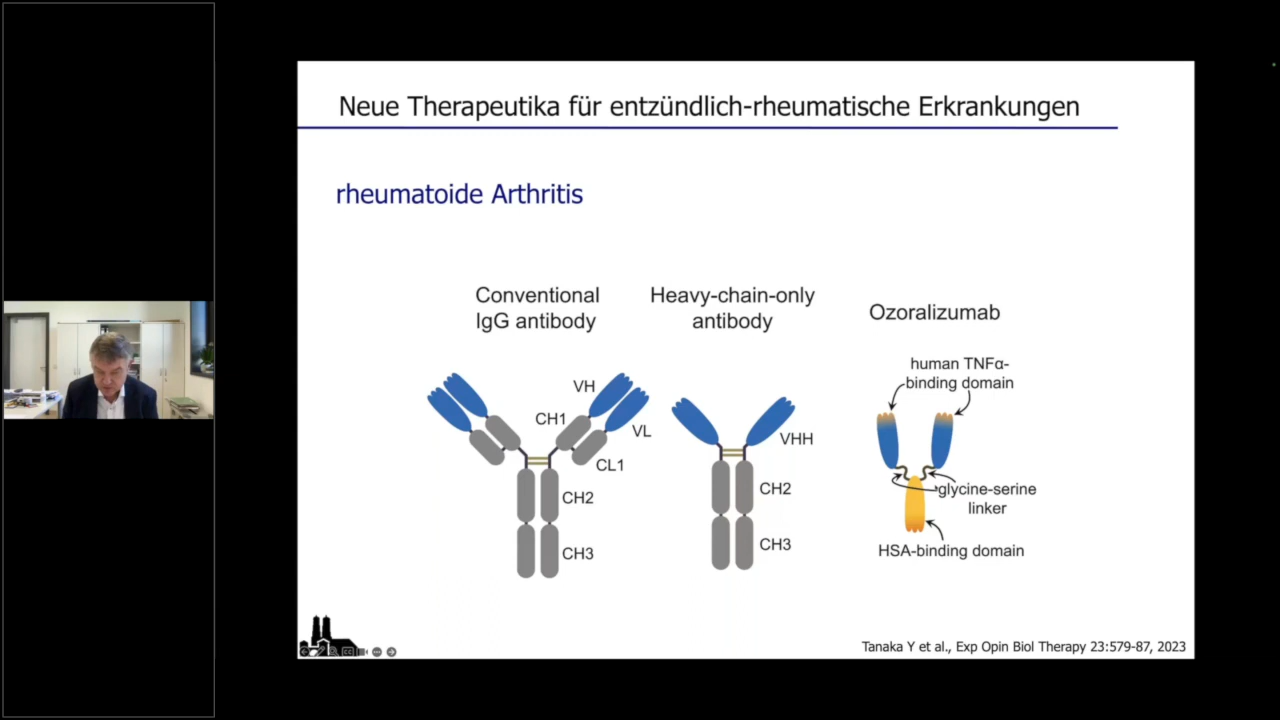 Neue Therapeutika für entzündlich-rheumatische Erkrankungen
rheumatoide Arthritis
Conventional
IgG antibody
VH
CH1
VL
CL1
CH2
CH3
Heavy-chain-only
antibody
VHH
CH2
CH3
Ozoralizumab
human TNFα-
binding domain
glycine-serine
linker
HSA-binding domain
Tanaka Y et al., Exp Opin Biol Therapy 23:579-87, 2023